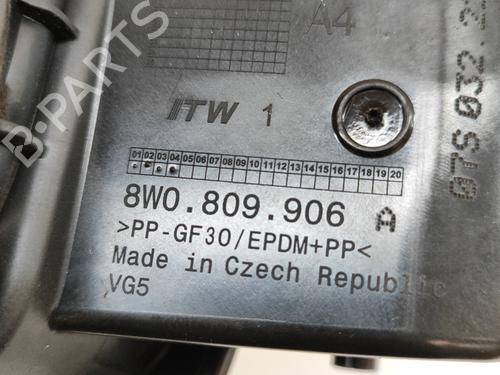 A4
ITW 1
01 02 03 04 05 06 07 08 09 10 11 12 13 14 15 16 17 18 19 20
8W0.809.906 A
>PP-GF30/EPDM+PP<
Made in Czech Republic
VG5
B-PARTS